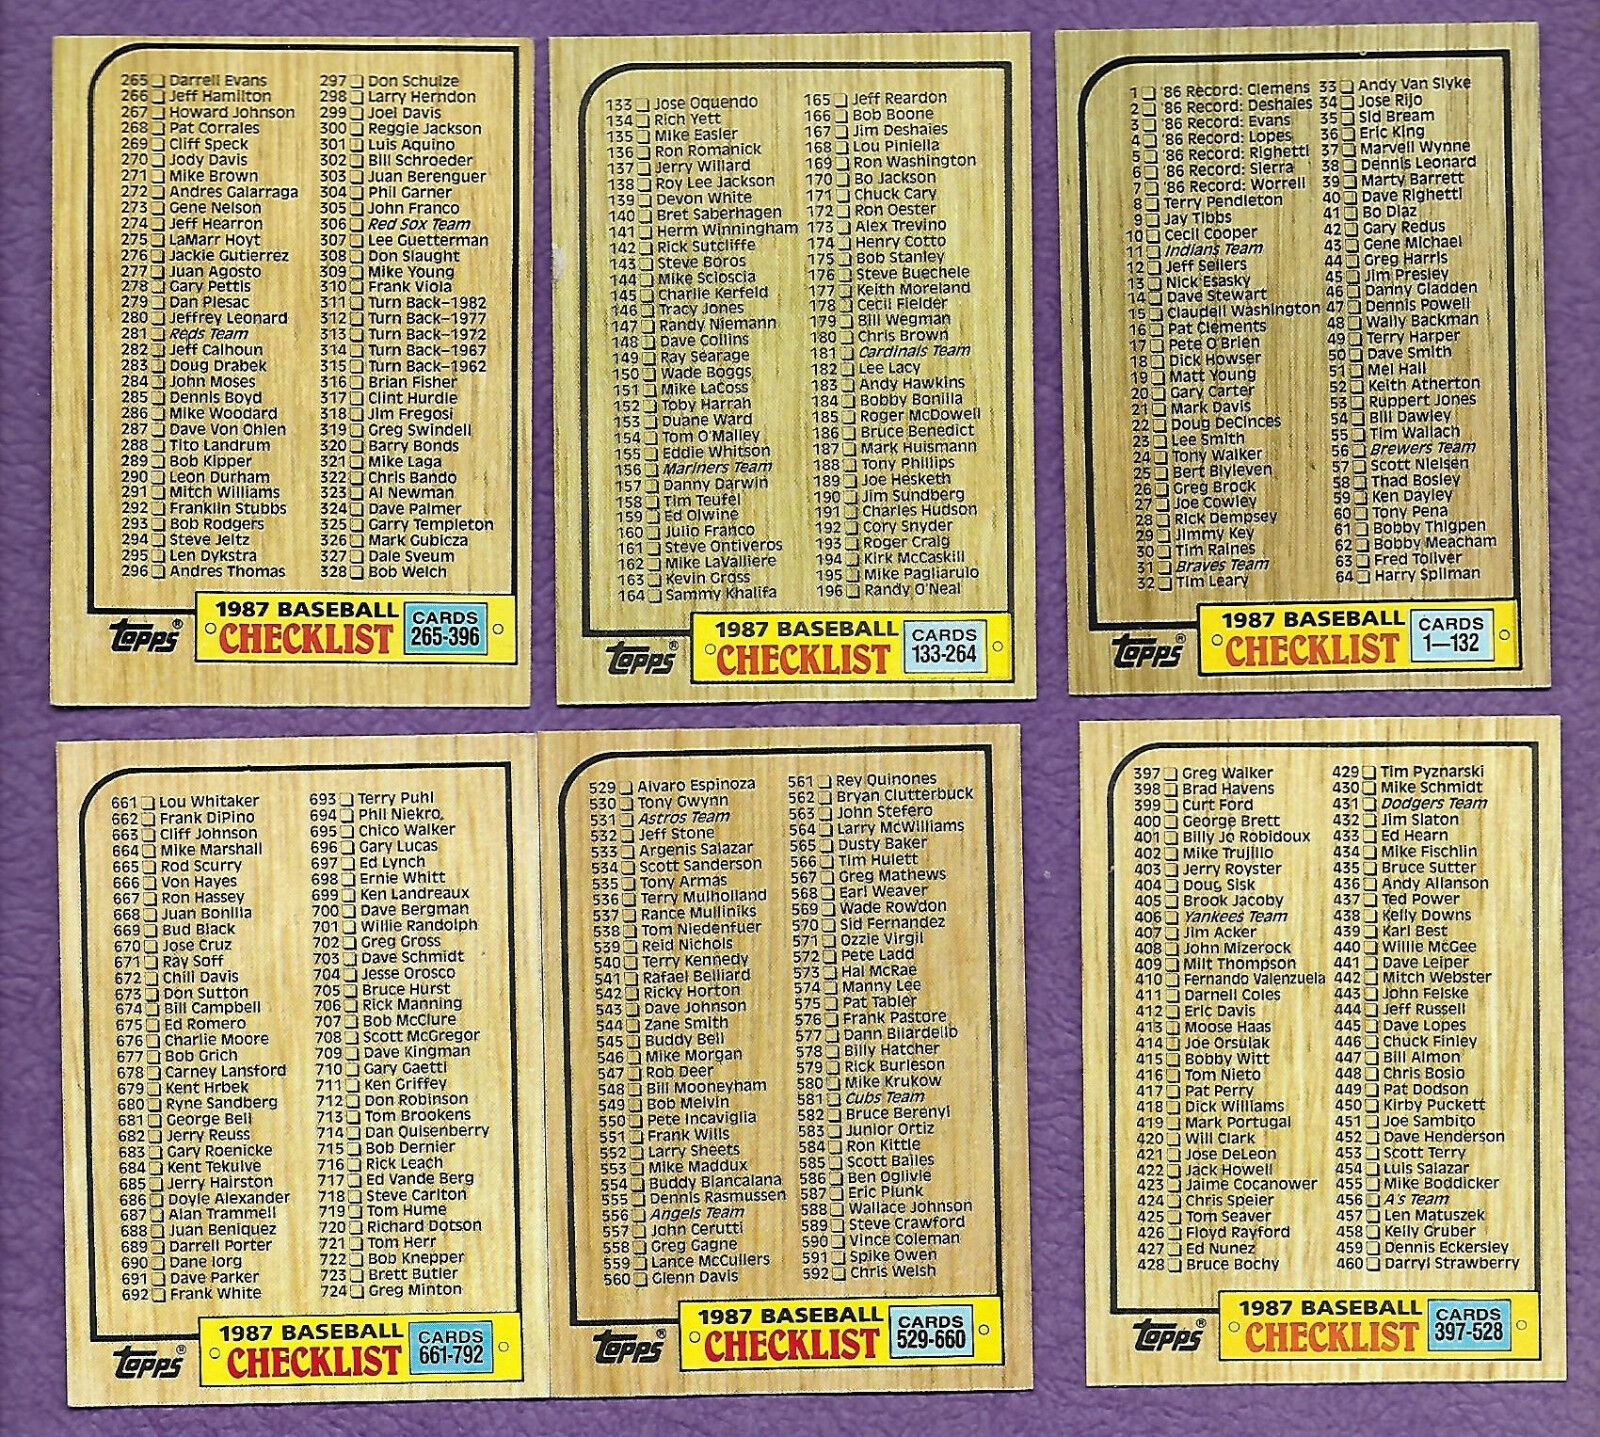 265 Darrell Evans
266 Jeff Hamilton
267 Howard Johnson
268 Pat Corrales
269 Cliff Speck
270 Jody Davis
271 Mike Brown
272 Andres Galarraga
273 Gene Nelson
274 Jeff Hearron
275 LaMarr Hoyt
276 Jackie Gutierrez
277 Juan Agosto
278 Gary Pettis
279 Dan Plesac
280 Jeffrey Leonard
281 Reds Team
282 Jeff Calhoun
283 Doug Drabek
284 John Moses
285 Dennis Boyd
286 Mike Woodard
287 Dave Von Ohlen
288 Tito Landrum
289 Bob Kipper
290 Leon Durham
291 Mitch Williams
292 Franklin Stubbs
293 Bob Rodgers
294 Steve Jeltz
295 Len Dykstra
296 Andres Thomas
297 Don Schulze
298 Larry Herndon
299 Joel Davis
300 Reggie Jackson
301 Luis Aquino
302 Bill Schroeder
303 Juan Berenguer
304 Phil Garner
305 John Franco
306 Red Sox Team
307 Lee Guetterman
308 Don Slaught
309 Mike Young
310 Frank Viola
311 Turn Back-1982
312 Turn Back-1977
313 Turn Back-1972
314 Turn Back-1967
315 Turn Back-1962
316 Brian Fisher
317 Clint Hurdle
318 Jim Fregosi
319 Greg Swindell
320 Barry Bonds
321 Mike Laga
322 Chris Bando
323 Al Newman
324 Dave Palmer
325 Garry Templeton
326 Mark Gubicza
327 Dale Sveum
328 Bob Welch
topps®
1987 BASEBALL
CHECKLIST
CARDS
265-396
133 Jose Oquendo
134 Rich Yett
135 Mike Easler
136 Ron Romanick
137 Jerry Willard
138 Roy Lee Jackson
139 Devon White
140 Bret Saberhagen
141 Herm Winningham
142 Rick Sutcliffe
143 Steve Boros
144 Mike Scioscia
145 Charlie Kerfeld
146 Tracy Jones
147 Randy Niemann
148 Dave Collins
149 Ray Searage
150 Wade Boggs
151 Mike LaCoss
152 Toby Harrah
153 Duane Ward
154 Tom O'Malley
155 Eddie Whitson
156 Mariners Team
157 Danny Darwin
158 Tim Teufel
159 Ed Olwine
160 Julio Franco
161 Steve Ontiveros
162 Mike Lavalliere
163 Kevin Gross
164 Sammy Khalifa
165 Jeff Reardon
166 Bob Boone
167 Jim Deshaies
168 Lou Piniella
169 Ron Washington
170 Bo Jackson
171 Chuck Cary
172 Ron Oester
173 Alex Trevino
174 Henry Cotto
175 Bob Stanley
176 Steve Buechele
177 Keith Moreland
178 Cecil Fielder
179 Bill Wegman
180 Chris Brown
181 Cardinals Team
182 Lee Lacy
183 Andy Hawkins
184 Bobby Bonilla
185 Roger McDowell
186 Bruce Benedict
187 Mark Huismann
188 Tony Phillips
189 Joe Hesketh
190 Jim Sundberg
191 Charles Hudson
192 Cory Snyder
193 Roger Craig
194 Kirk McCaskill
195 Mike Pagliarulo
196 Randy O'Neal
topps®
1987 BASEBALL
CHECKLIST
CARDS
133-264
1 '86 Record: Clemens
2 '86 Record: Deshaies
3 '86 Record: Evans
4 '86 Record: Lopes
5 '86 Record: Righetti
6 '86 Record: Sierra
7 '86 Record: Worrell
8 Terry Pendleton
9 Jay Tibbs
10 Cecil Cooper
11 Indians Team
12 Jeff Sellers
13 Nick Esasky
14 Dave Stewart
15 Claudell Washington
16 Pat Clements
17 Pete O'Brien
18 Dick Howser
19 Matt Young
20 Gary Carter
21 Mark Davis
22 Doug DeCinces
23 Lee Smith
24 Tony Walker
25 Bert Blyleven
26 Greg Brock
27 Joe Cowley
28 Rick Dempsey
29 Jimmy Key
30 Tim Raines
31 Braves Team
32 Tim Leary
33 Andy Van Slyke
34 Jose Rijo
35 Sid Bream
36 Eric King
37 Marvell Wynne
38 Dennis Leonard
39 Marty Barrett
40 Dave Righetti
41 Bo Diaz
42 Gary Redus
43 Gene Michael
44 Greg Harris
45 Jim Presley
46 Danny Gladden
47 Dennis Powell
48 Wally Backman
49 Terry Harper
50 Dave Smith
51 Mel Hall
52 Keith Atherton
53 Ruppert Jones
54 Bill Dawley
55 Tim Wallach
56 Brewers Team
57 Scott Nielsen
58 Thad Bosley
59 Ken Dayley
60 Tony Pena
61 Bobby Thigpen
62 Bobby Meacham
63 Fred Toliver
64 Harry Spilman
topps®
1987 BASEBALL
CHECKLIST
CARDS
1—132
661 Lou Whitaker
662 Frank DiPino
663 Cliff Johnson
664 Mike Marshall
665 Rod Scurry
666 Von Hayes
667 Ron Hassey
668 Juan Bonilla
669 Bud Black
670 Jose Cruz
671 Ray Soff
672 Chili Davis
673 Don Sutton
674 Bill Campbell
675 Ed Romero
676 Charlie Moore
677 Bob Grich
678 Carney Lansford
679 Kent Hrbek
680 Ryne Sandberg
681 George Bell
682 Jerry Reuss
683 Gary Roenicke
684 Kent Tekulve
685 Jerry Hairston
686 Doyle Alexander
687 Alan Trammell
688 Juan Beniquez
689 Darrell Porter
690 Dane Iorg
691 Dave Parker
692 Frank White
693 Terry Puhl
694 Phil Niekro
695 Chico Walker
696 Gary Lucas
697 Ed Lynch
698 Ernie Whitt
699 Ken Landreaux
700 Dave Bergman
701 Willie Randolph
702 Greg Gross
703 Dave Schmidt
704 Jesse Orosco
705 Bruce Hurst
706 Rick Manning
707 Bob McClure
708 Scott McGregor
709 Dave Kingman
710 Gary Gaetti
711 Ken Griffey
712 Don Robinson
713 Tom Brookens
714 Dan Quisenberry
715 Bob Dernier
716 Rick Leach
717 Ed Vande Berg
718 Steve Carlton
719 Tom Hume
720 Richard Dotson
721 Tom Herr
722 Bob Knepper
723 Brett Butler
724 Greg Minton
topps®
1987 BASEBALL
CHECKLIST
CARDS
661-792
529 Alvaro Espinoza
530 Tony Gwynn
531 Astros Team
532 Jeff Stone
533 Argenis Salazar
534 Scott Sanderson
535 Tony Armas
536 Terry Mulholland
537 Rance Mulliniks
538 Tom Niedenfuer
539 Reid Nichols
540 Terry Kennedy
541 Rafael Belliard
542 Ricky Horton
543 Dave Johnson
544 Zane Smith
545 Buddy Bell
546 Mike Morgan
547 Rob Deer
548 Bill Mooneyham
549 Bob Melvin
550 Pete Incaviglia
551 Frank Wills
552 Larry Sheets
553 Mike Maddux
554 Buddy Biancalana
555 Dennis Rasmussen
556 Angels Team
557 John Cerutti
558 Greg Gagne
559 Lance McCullers
560 Glenn Davis
561 Rey Quinones
562 Bryan Clutterbuck
563 John Stefero
564 Larry McWilliams
565 Dusty Baker
566 Tim Hulett
567 Greg Mathews
568 Earl Weaver
569 Wade Rowdon
570 Sid Fernandez
571 Ozzie Virgil
572 Pete Ladd
573 Hal McRae
574 Manny Lee
575 Pat Tabler
576 Frank Pastore
577 Dann Bilardello
578 Billy Hatcher
579 Rick Burleson
580 Mike Krukow
581 Cubs Team
582 Bruce Berenyi
583 Junior Ortiz
584 Ron Kittle
585 Scott Bailes
586 Ben Oglivie
587 Eric Plunk
588 Wallace Johnson
589 Steve Crawford
590 Vince Coleman
591 Spike Owen
592 Chris Welsh
topps®
1987 BASEBALL
CHECKLIST
CARDS
529-660
397 Greg Walker
398 Brad Havens
399 Curt Ford
400 George Brett
401 Billy Jo Robidoux
402 Mike Trujillo
403 Jerry Royster
404 Doug Sisk
405 Brook Jacoby
406 Yankees Team
407 Jim Acker
408 John Mizerock
409 Milt Thompson
410 Fernando Valenzuela
411 Darnell Coles
412 Eric Davis
413 Moose Haas
414 Joe Orsulak
415 Bobby Witt
416 Tom Nieto
417 Pat Perry
418 Dick Williams
419 Mark Portugal
420 Will Clark
421 Jose DeLeon
422 Jack Howell
423 Jaime Cocanower
424 Chris Speier
425 Tom Seaver
426 Floyd Rayford
427 Ed Nunez
428 Bruce Bochy
429 Tim Pyznarski
430 Mike Schmidt
431 Dodgers Team
432 Jim Slaton
433 Ed Hearn
434 Mike Fischlin
435 Bruce Sutter
436 Andy Allanson
437 Ted Power
438 Kelly Downs
439 Karl Best
440 Willie McGee
441 Dave Leiper
442 Mitch Webster
443 John Felske
444 Jeff Russell
445 Dave Lopes
446 Chuck Finley
447 Bill Almon
448 Chris Bosio
449 Pat Dodson
450 Kirby Puckett
451 Joe Sambito
452 Dave Henderson
453 Scott Terry
454 Luis Salazar
455 Mike Boddicker
456 A's Team
457 Len Matuszek
458 Kelly Gruber
459 Dennis Eckersley
460 Darryl Strawberry
topps®
1987 BASEBALL
CHECKLIST
CARDS
397-528